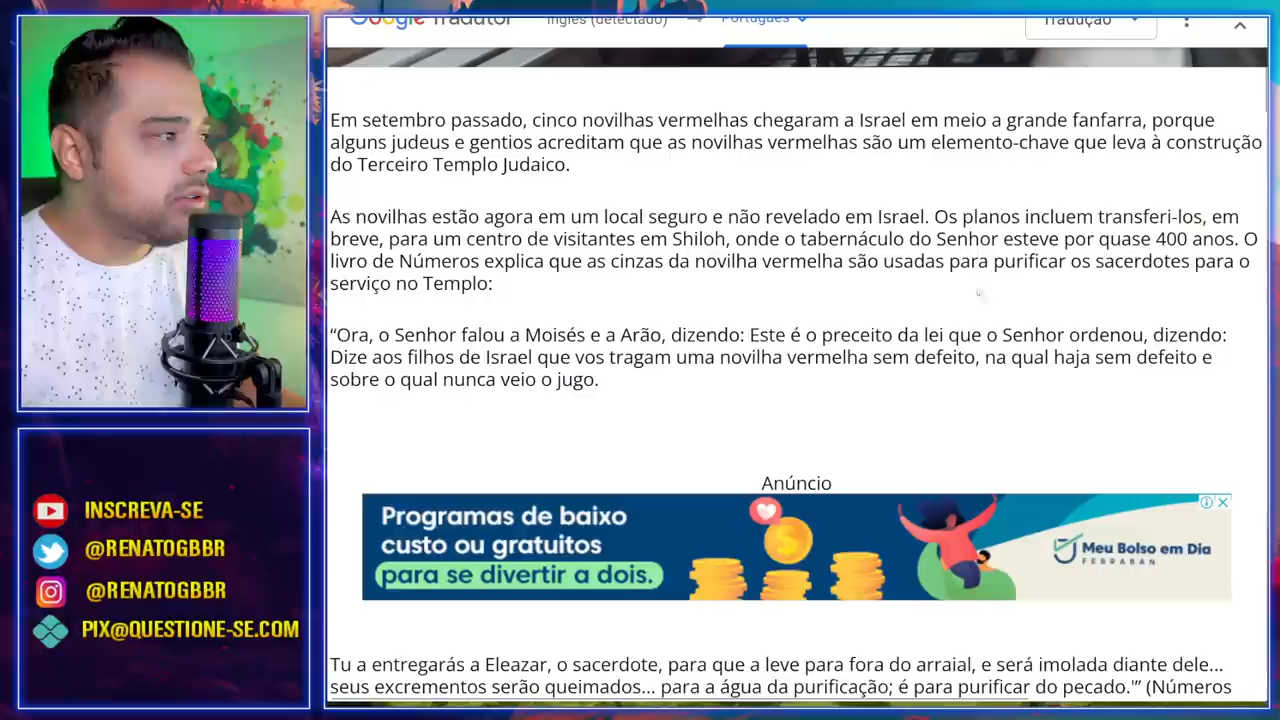 Google Tradutor Inglês (detectado) → Português Tradução
Em setembro passado, cinco novilhas vermelhas chegaram a Israel em meio a grande fanfarra, porque
alguns judeus e gentios acreditam que as novilhas vermelhas são um elemento-chave que leva à construção
do Terceiro Templo Judaico.
As novilhas estão agora em um local seguro e não revelado em Israel. Os planos incluem transferi-los, em
breve, para um centro de visitantes em Shiloh, onde o tabernáculo do Senhor esteve por quase 400 anos. O
livro de Números explica que as cinzas da novilha vermelha são usadas para purificar os sacerdotes para o
serviço no Templo:
“Ora, o Senhor falou a Moisés e a Arão, dizendo: Este é o preceito da lei que o Senhor ordenou, dizendo:
Dize aos filhos de Israel que vos tragam uma novilha vermelha sem defeito, na qual haja sem defeito e
sobre o qual nunca veio o jugo.
Anúncio
Programas de baixo
custo ou gratuitos
para se divertir a dois.
Meu Bolso em Dia
FEBRABAN
INSCREVA-SE
@RENATOGBBR
@RENATOGBBR
PIX@QUESTIONE-SE.COM
Tu a entregarás a Eleazar, o sacerdote, para que a leve para fora do arraial, e será imolada diante dele...
seus excrementos serão queimados... para a água da purificação; é para purificar do pecado.'” (Números